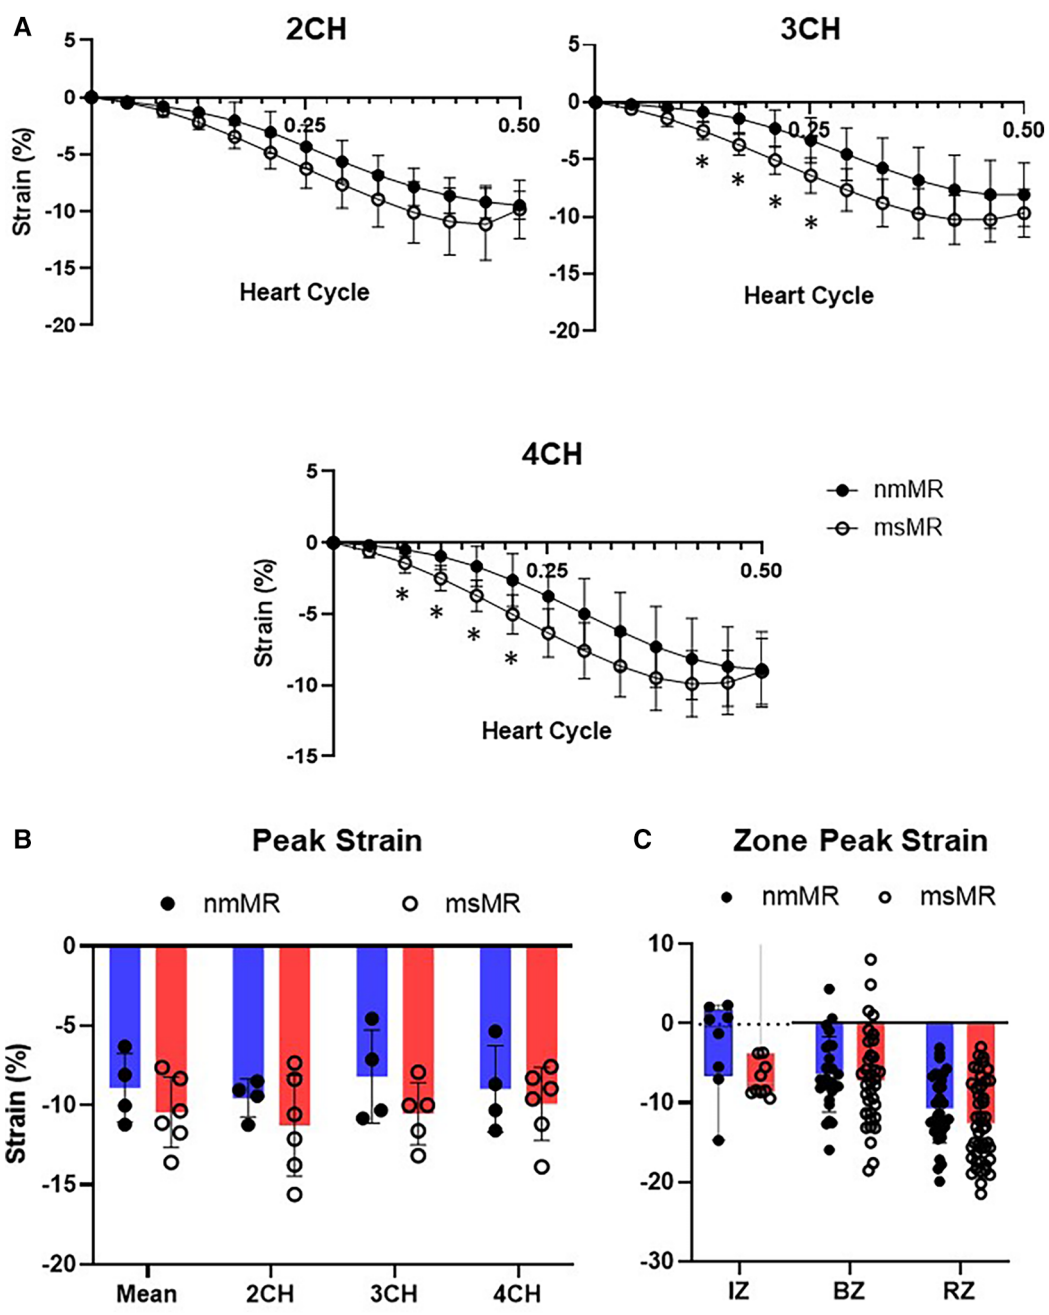 A
2CH
3CH
5
0
-5
-10
-15
-20
0.25
0.50
Strain (%)
Heart Cycle
5
0
-5
-10
-15
-20
0.25
0.50
*
*
*
*
Heart Cycle
4CH
5
0
-5
-10
-15
0.25
0.50
Strain (%)
*
*
*
*
Heart Cycle
nmMR
msMR
B
Peak Strain
nmMR
msMR
0
-5
-10
-15
-20
Strain (%)
Mean
2CH
3CH
4CH
C
Zone Peak Strain
nmMR
msMR
10
0
-10
-20
-30
IZ
BZ
RZ